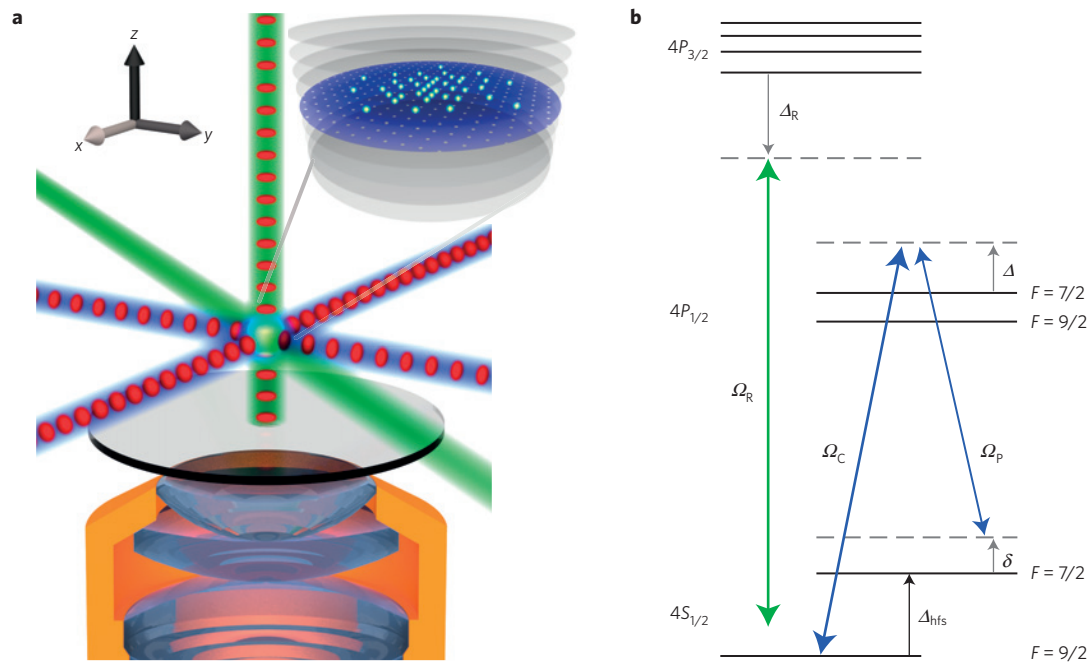 a
z
x
y
b
4P3/2
ΔR
4P1/2
Δ
F = 7/2
F = 9/2
ΩR
ΩC
ΩP
δ
F = 7/2
4S1/2
Δhfs
F = 9/2